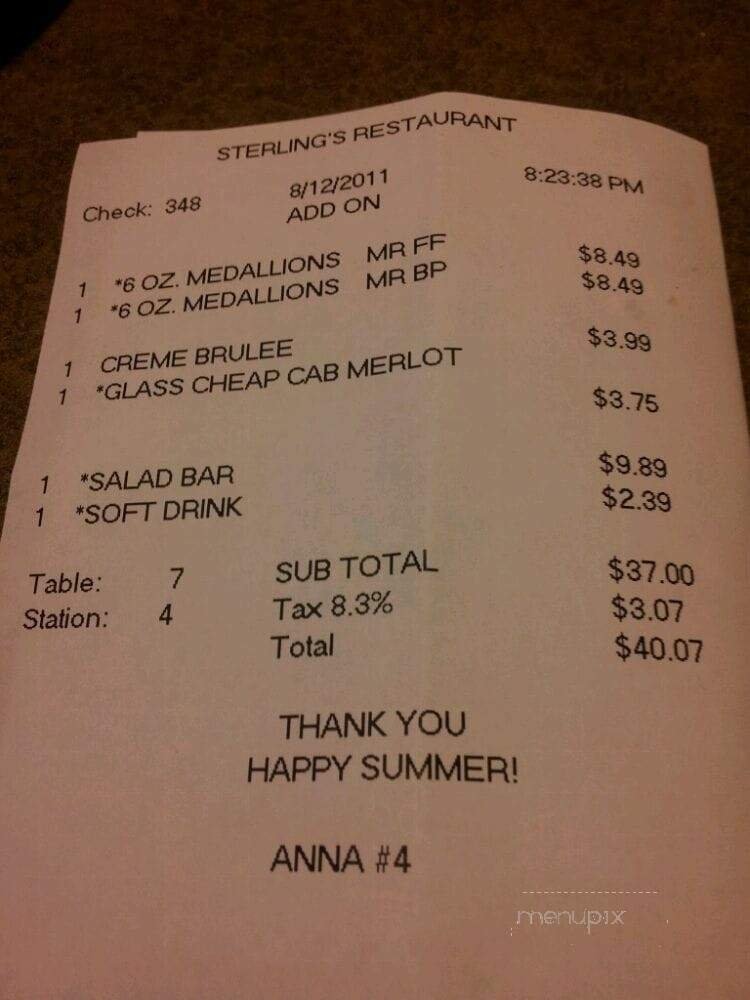 STERLING'S RESTAURANT
Check: 348 8/12/2011 8:23:38 PM
ADD ON
1 *6 OZ. MEDALLIONS MR FF $8.49
1 *6 OZ. MEDALLIONS MR BP $8.49
1 CREME BRULEE $3.99
1 *GLASS CHEAP CAB MERLOT $3.75
1 *SALAD BAR $9.89
1 *SOFT DRINK $2.39
Table: 7 SUB TOTAL $37.00
Station: 4 Tax 8.3% $3.07
Total $40.07
THANK YOU
HAPPY SUMMER!
ANNA #4
menupix